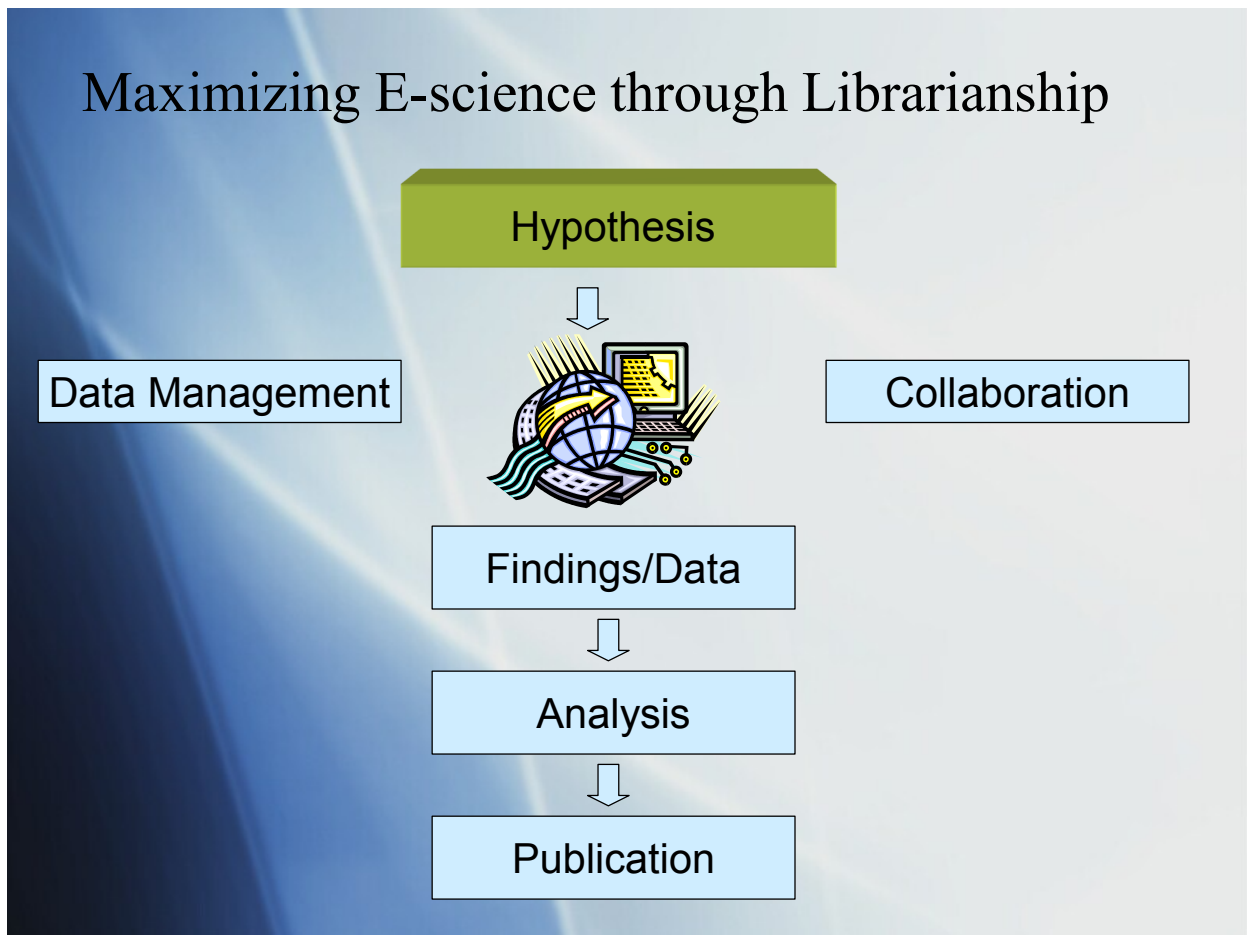 Maximizing E-science through Librarianship
Hypothesis
Data Management
Collaboration
Findings/Data
Analysis
Publication